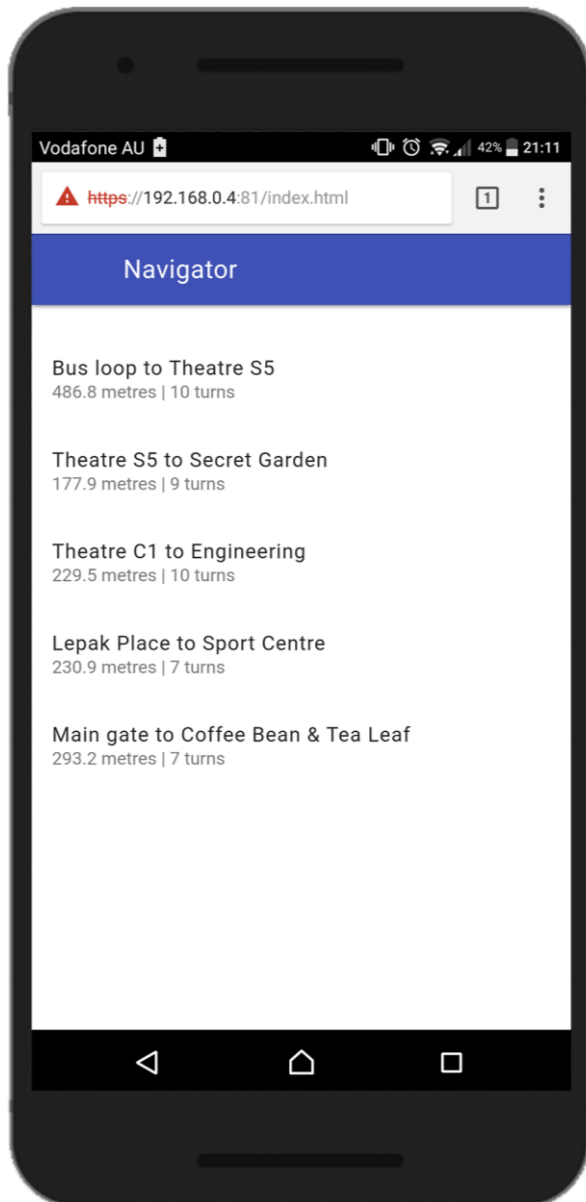 Vodafone AU 42% 21:11
https://192.168.0.4:81/index.html 1
Navigator
Bus loop to Theatre S5
486.8 metres | 10 turns
Theatre S5 to Secret Garden
177.9 metres | 9 turns
Theatre C1 to Engineering
229.5 metres | 10 turns
Lepak Place to Sport Centre
230.9 metres | 7 turns
Main gate to Coffee Bean & Tea Leaf
293.2 metres | 7 turns